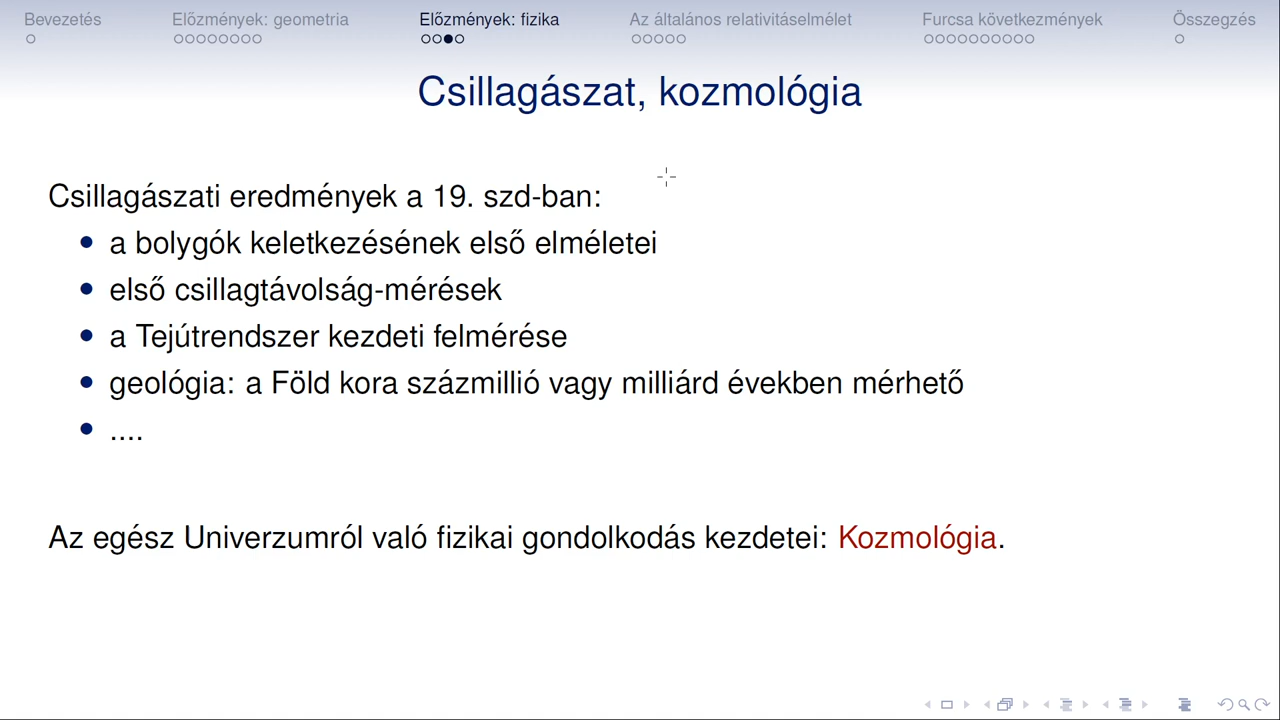 Bevezetés Előzmények: geometria Előzmények: fizika Az általános relativitáselmélet Furcsa következmények Összegzés
Csillagászat, kozmológia
Csillagászati eredmények a 19. szd-ban:
a bolygók keletkezésének első elméletei
első csillagtávolság-mérések
a Tejútrendszer kezdeti felmérése
geológia: a Föld kora százmillió vagy milliárd években mérhető
....
Az egész Univerzumról való fizikai gondolkodás kezdetei: Kozmológia.